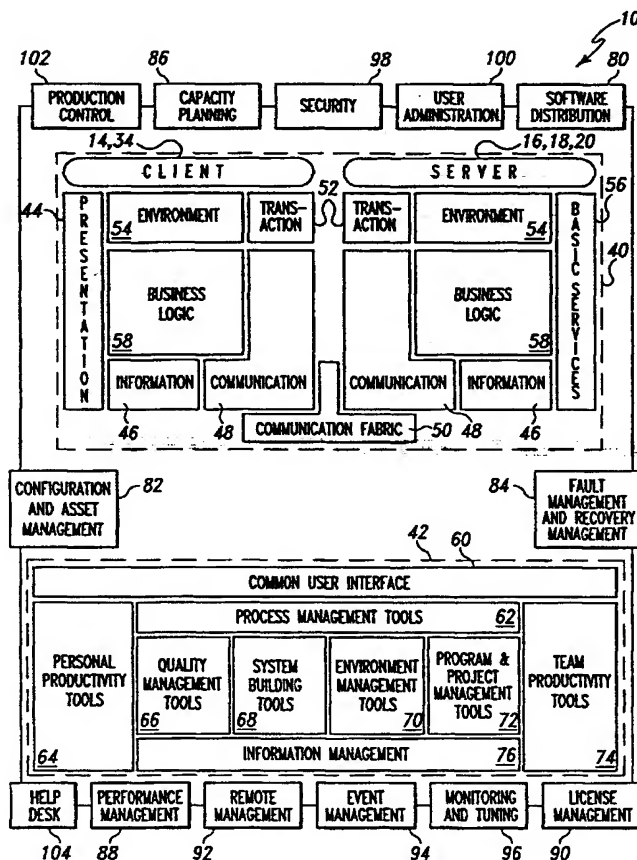 10
102
86
98
100
80
PRODUCTION
CONTROL
CAPACITY
PLANNING
SECURITY
USER
ADMINISTRATION
SOFTWARE
DISTRIBUTION
14,34
16,18,20
CLIENT
SERVER
44
52
56
40
PRESENTATION
ENVIRONMENT
54
TRANS-
ACTION
TRANS-
ACTION
ENVIRONMENT
54
BASIC SERVICES
BUSINESS
LOGIC
58
BUSINESS
LOGIC
58
INFORMATION
COMMUNICATION
COMMUNICATION
INFORMATION
46
48
COMMUNICATION FABRIC
50
48
46
CONFIGURATION
AND ASSET
MANAGEMENT
82
84
FAULT
MANAGEMENT
AND RECOVERY
MANAGEMENT
42
60
COMMON USER INTERFACE
PROCESS MANAGEMENT TOOLS
62
PERSONAL
PRODUCTIVITY
TOOLS
64
QUALITY
MANAGEMENT
TOOLS
66
SYSTEM
BUILDING
TOOLS
68
ENVIRONMENT
MANAGEMENT
TOOLS
70
PROGRAM &
PROJECT
MANAGEMENT
TOOLS
72
TEAM
PRODUCTIVITY
TOOLS
74
INFORMATION MANAGEMENT
76
HELP
DESK
PERFORMANCE
MANAGEMENT
REMOTE
MANAGEMENT
EVENT
MANAGEMENT
MONITORING
AND TUNING
LICENSE
MANAGEMENT
104
88
92
94
96
90